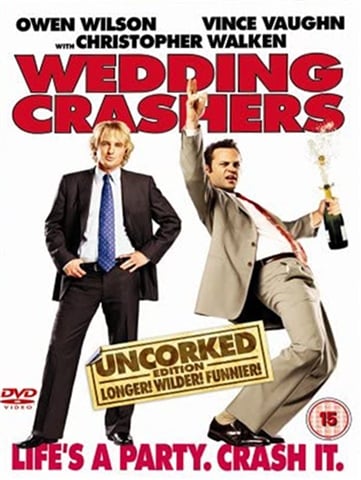 OWEN WILSON VINCE VAUGHN
WITH CHRISTOPHER WALKEN
WEDDING
CRASHERS
UNCORKED
EDITION
LONGER! WILDER! FUNNIER!
DVD
VIDEO
15
LIFE'S A PARTY. CRASH IT.